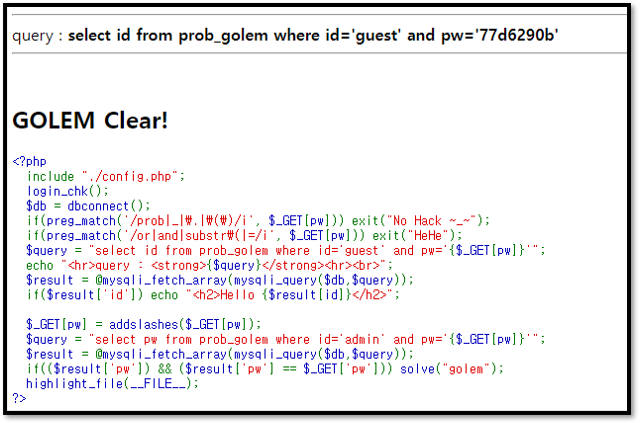 query : select id from prob_golem where id='guest' and pw='77d6290b'
GOLEM Clear!
<?php
include "./config.php";
login_chk();
$db = dbconnect();
if(preg_match('/prob|_|₩.|₩(₩)/i', $_GET[pw])) exit("No Hack ~_~");
if(preg_match('/or|and|substr₩(|=/i', $_GET[pw])) exit("HeHe");
$query = "select id from prob_golem where id='guest' and pw='{$_GET[pw]}'";
echo "<hr>query : <strong>{$query}</strong><hr><br>";
$result = @mysqli_fetch_array(mysqli_query($db,$query));
if($result['id']) echo "<h2>Hello {$result[id]}</h2>";
$_GET[pw] = addslashes($_GET[pw]);
$query = "select pw from prob_golem where id='admin' and pw='{$_GET[pw]}'";
$result = @mysqli_fetch_array(mysqli_query($db,$query));
if(($result['pw']) && ($result['pw'] == $_GET['pw'])) solve("golem");
highlight_file(__FILE__);
?>